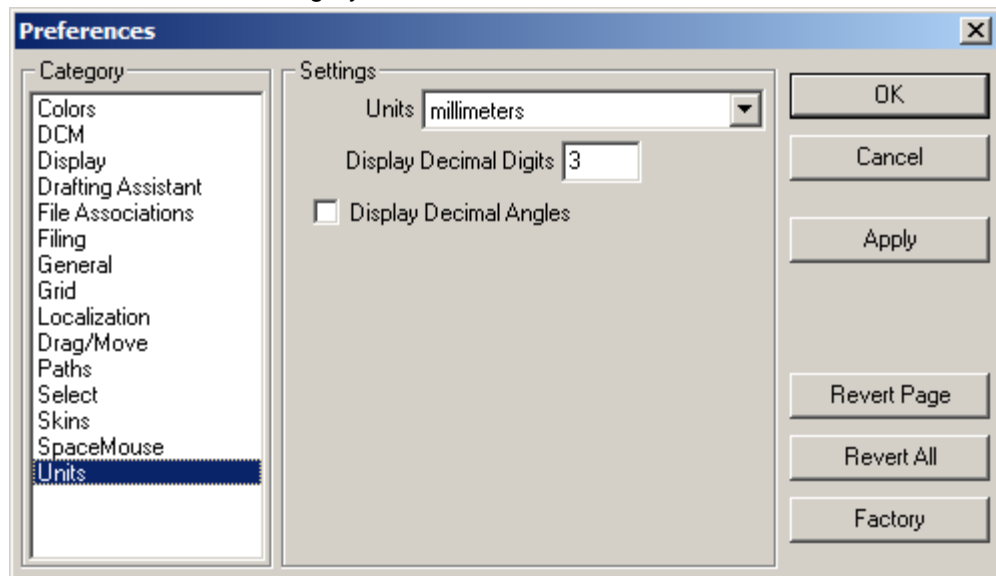 Preferences
Category
Colors
DCM
Display
Drafting Assistant
File Associations
Filing
General
Grid
Localization
Drag/Move
Paths
Select
Skins
SpaceMouse
Units
Settings
Units millimeters
Display Decimal Digits 3
Display Decimal Angles
OK
Cancel
Apply
Revert Page
Revert All
Factory